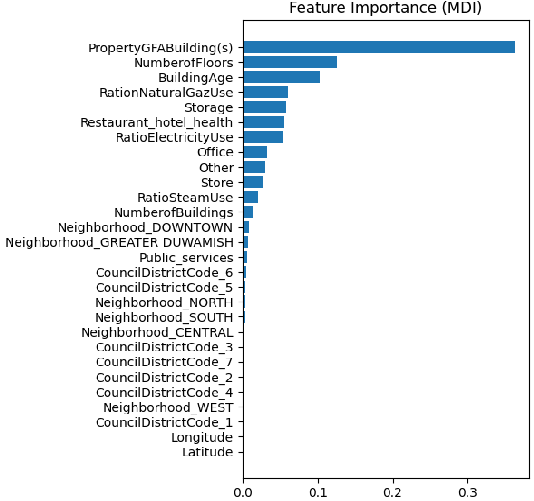 Feature Importance (MDI)
PropertyGFABuilding(s)
NumberofFloors
BuildingAge
RationNaturalGazUse
Storage
Restaurant_hotel_health
RatioElectricityUse
Office
Other
Store
RatioSteamUse
NumberofBuildings
Neighborhood_DOWNTOWN
Neighborhood_GREATER DUWAMISH
Public_services
CouncilDistrictCode_6
CouncilDistrictCode_5
Neighborhood_NORTH
Neighborhood_SOUTH
Neighborhood_CENTRAL
CouncilDistrictCode_3
CouncilDistrictCode_7
CouncilDistrictCode_2
CouncilDistrictCode_4
Neighborhood_WEST
CouncilDistrictCode_1
Longitude
Latitude
0.0 0.1 0.2 0.3